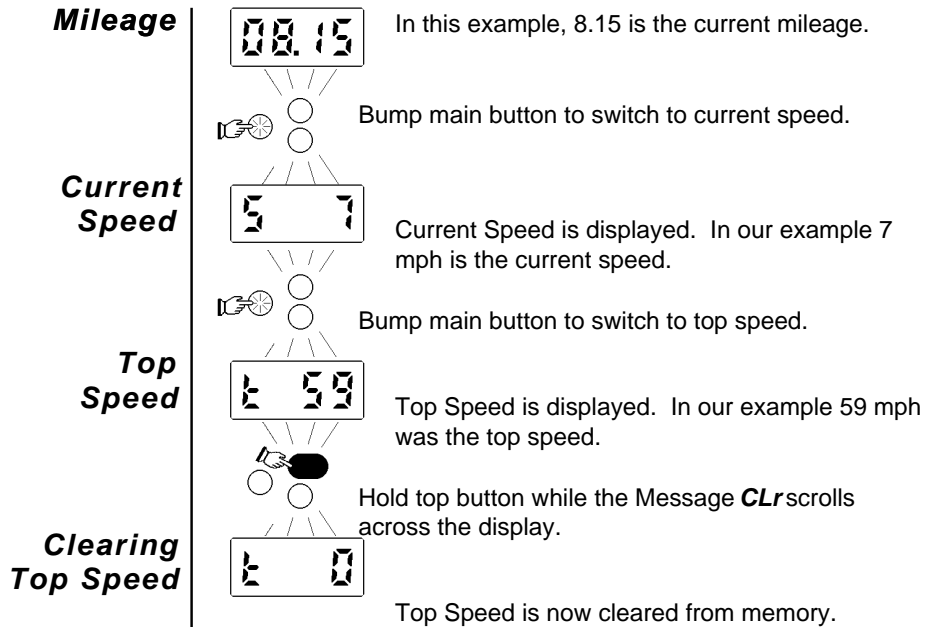 Mileage
08.15
In this example, 8.15 is the current mileage.
Bump main button to switch to current speed.
Current
Speed
S 7
Current Speed is displayed. In our example 7
mph is the current speed.
Bump main button to switch to top speed.
Top
Speed
t 59
Top Speed is displayed. In our example 59 mph
was the top speed.
Hold top button while the Message CLr scrolls
across the display.
Clearing
Top Speed
t 0
Top Speed is now cleared from memory.